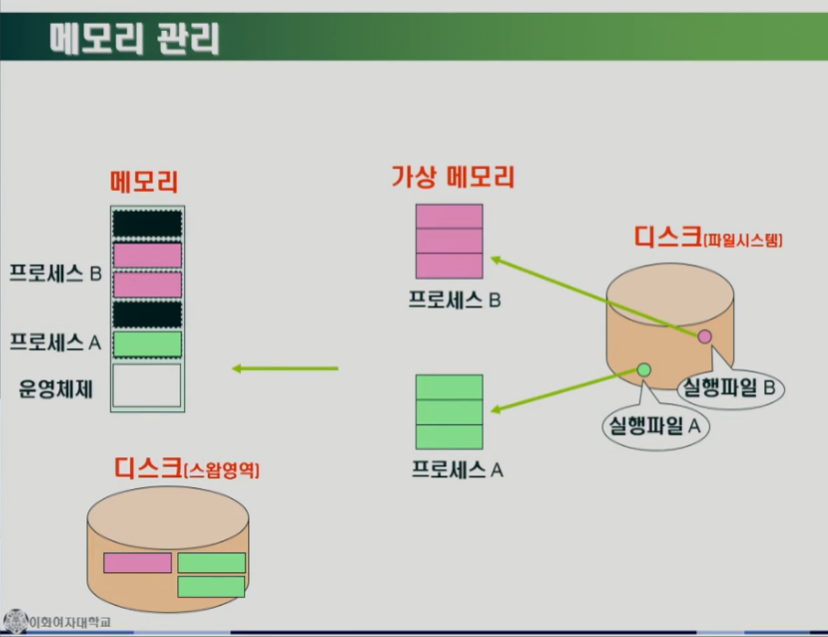 메모리 관리
메모리
가상 메모리
디스크(파일시스템)
프로세스 B
프로세스 B
프로세스 A
운영체제
실행파일 B
실행파일 A
프로세스 A
디스크(스왑영역)
이화여자대학교